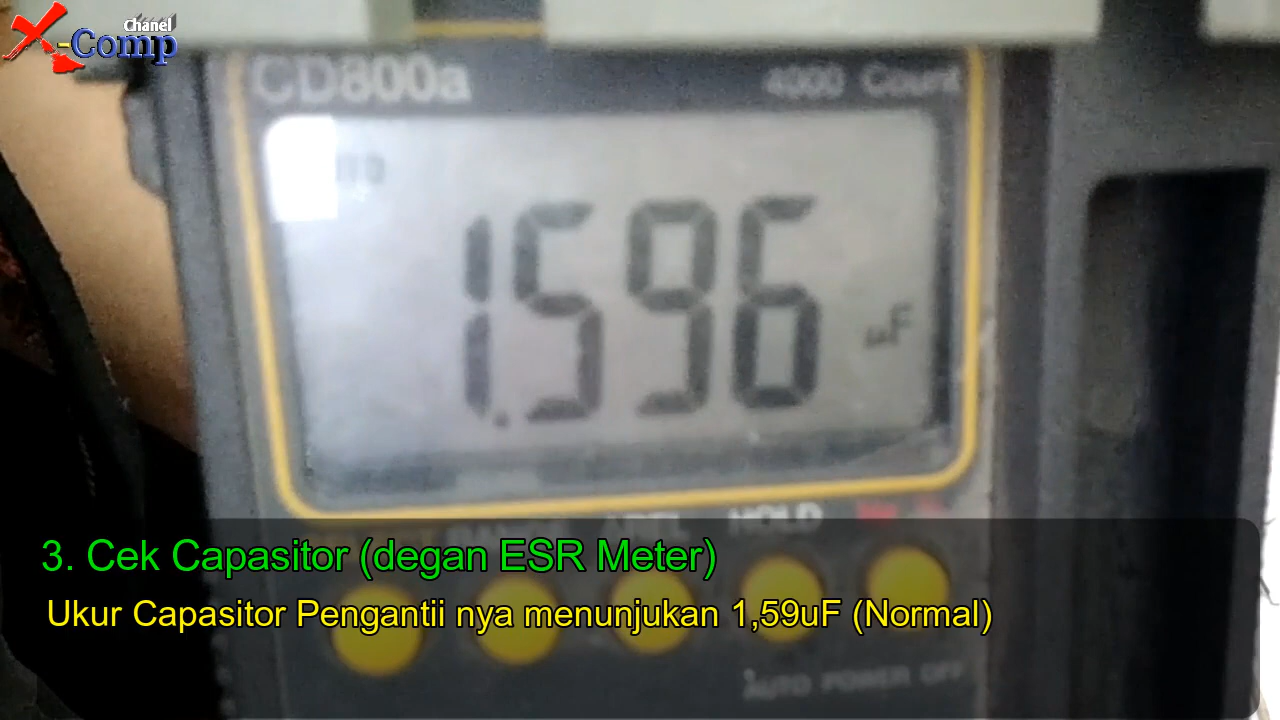 Chanel
X-Comp
CD800a
4000 Count
1.596
µF
HOLD
3. Cek Capasitor (degan ESR Meter)
Ukur Capasitor Pengantii nya menunjukan 1,59uF (Normal)
AUTO POWER OFF